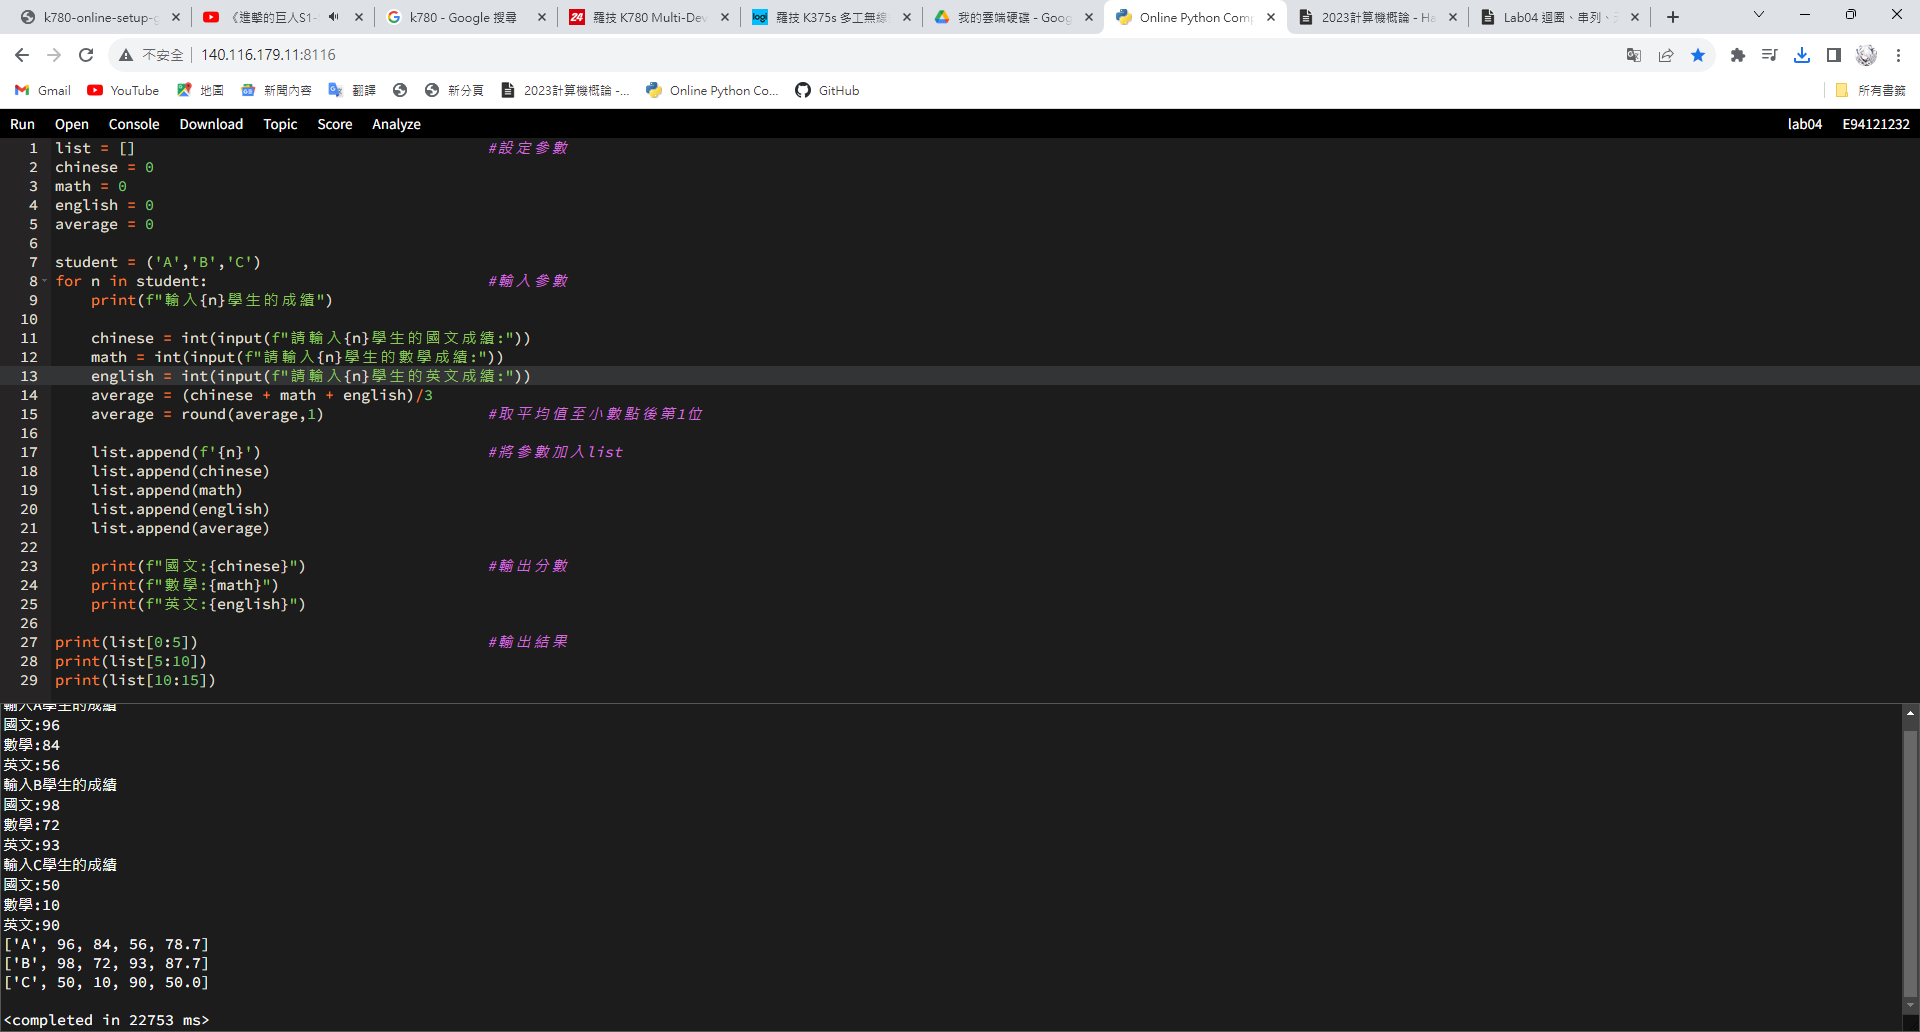 k780-online-setup-g
《進擊的巨人S1-
k780 - Google 搜尋
24 羅技 K780 Multi-Dev
logi 羅技 K375s 多工無線
我的雲端硬碟 - Goog
Online Python Comp
2023計算機概論 - Ha
Lab04 迴圈、串列、
不安全 140.116.179.11:8116
Gmail YouTube 地圖 新聞內容 翻譯 新分頁 2023計算機概論 -... Online Python Co... GitHub 所有書籤
Run Open Console Download Topic Score Analyze lab04 E94121232
1 list = [] #設定參數
2 chinese = 0
3 math = 0
4 english = 0
5 average = 0
6
7 student = ('A','B','C')
8 for n in student: #輸入參數
9 print(f"輸入{n}學生的成績")
10
11 chinese = int(input(f"請輸入{n}學生的國文成績:"))
12 math = int(input(f"請輸入{n}學生的數學成績:"))
13 english = int(input(f"請輸入{n}學生的英文成績:"))
14 average = (chinese + math + english)/3
15 average = round(average,1) #取平均值至小數點後第1位
16
17 list.append(f'{n}') #將參數加入list
18 list.append(chinese)
19 list.append(math)
20 list.append(english)
21 list.append(average)
22
23 print(f"國文:{chinese}") #輸出分數
24 print(f"數學:{math}")
25 print(f"英文:{english}")
26
27 print(list[0:5]) #輸出結果
28 print(list[5:10])
29 print(list[10:15])
輸入A學生的成績
國文:96
數學:84
英文:56
輸入B學生的成績
國文:98
數學:72
英文:93
輸入C學生的成績
國文:50
數學:10
英文:90
['A', 96, 84, 56, 78.7]
['B', 98, 72, 93, 87.7]
['C', 50, 10, 90, 50.0]
<completed in 22753 ms>